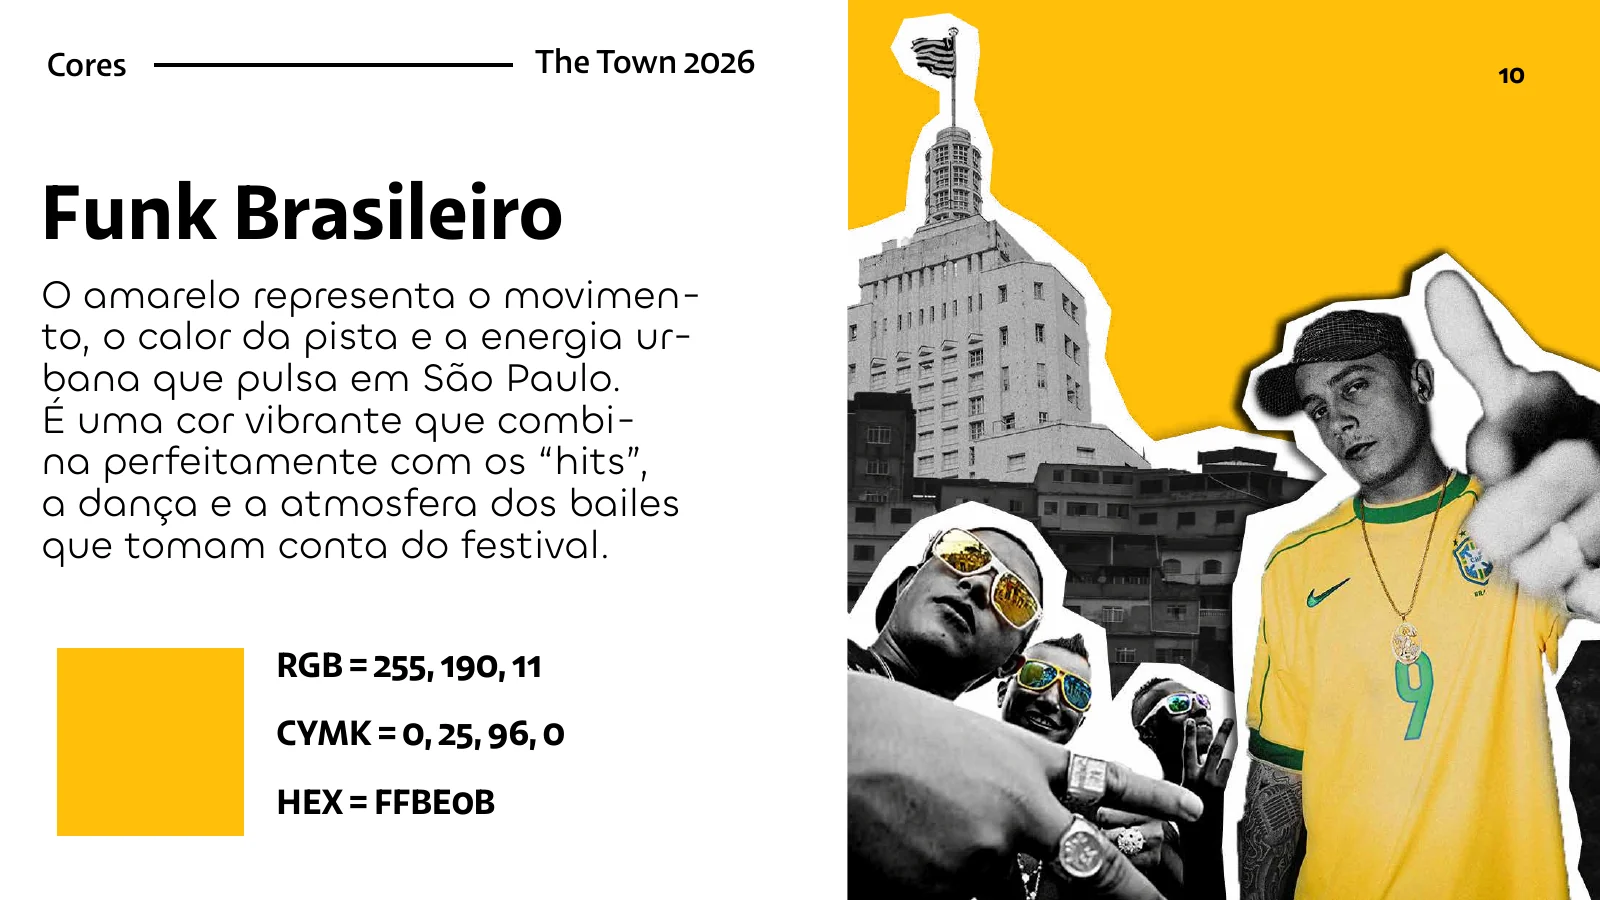 Cores
The Town 2026
10
Funk Brasileiro
O amarelo representa o movimen-
to, o calor da pista e a energia ur-
bana que pulsa em São Paulo.
É uma cor vibrante que combi-
na perfeitamente com os “hits”,
a dança e a atmosfera dos bailes
que tomam conta do festival.
RGB = 255, 190, 11
CYMK = 0, 25, 96, 0
HEX = FFBE0B
9